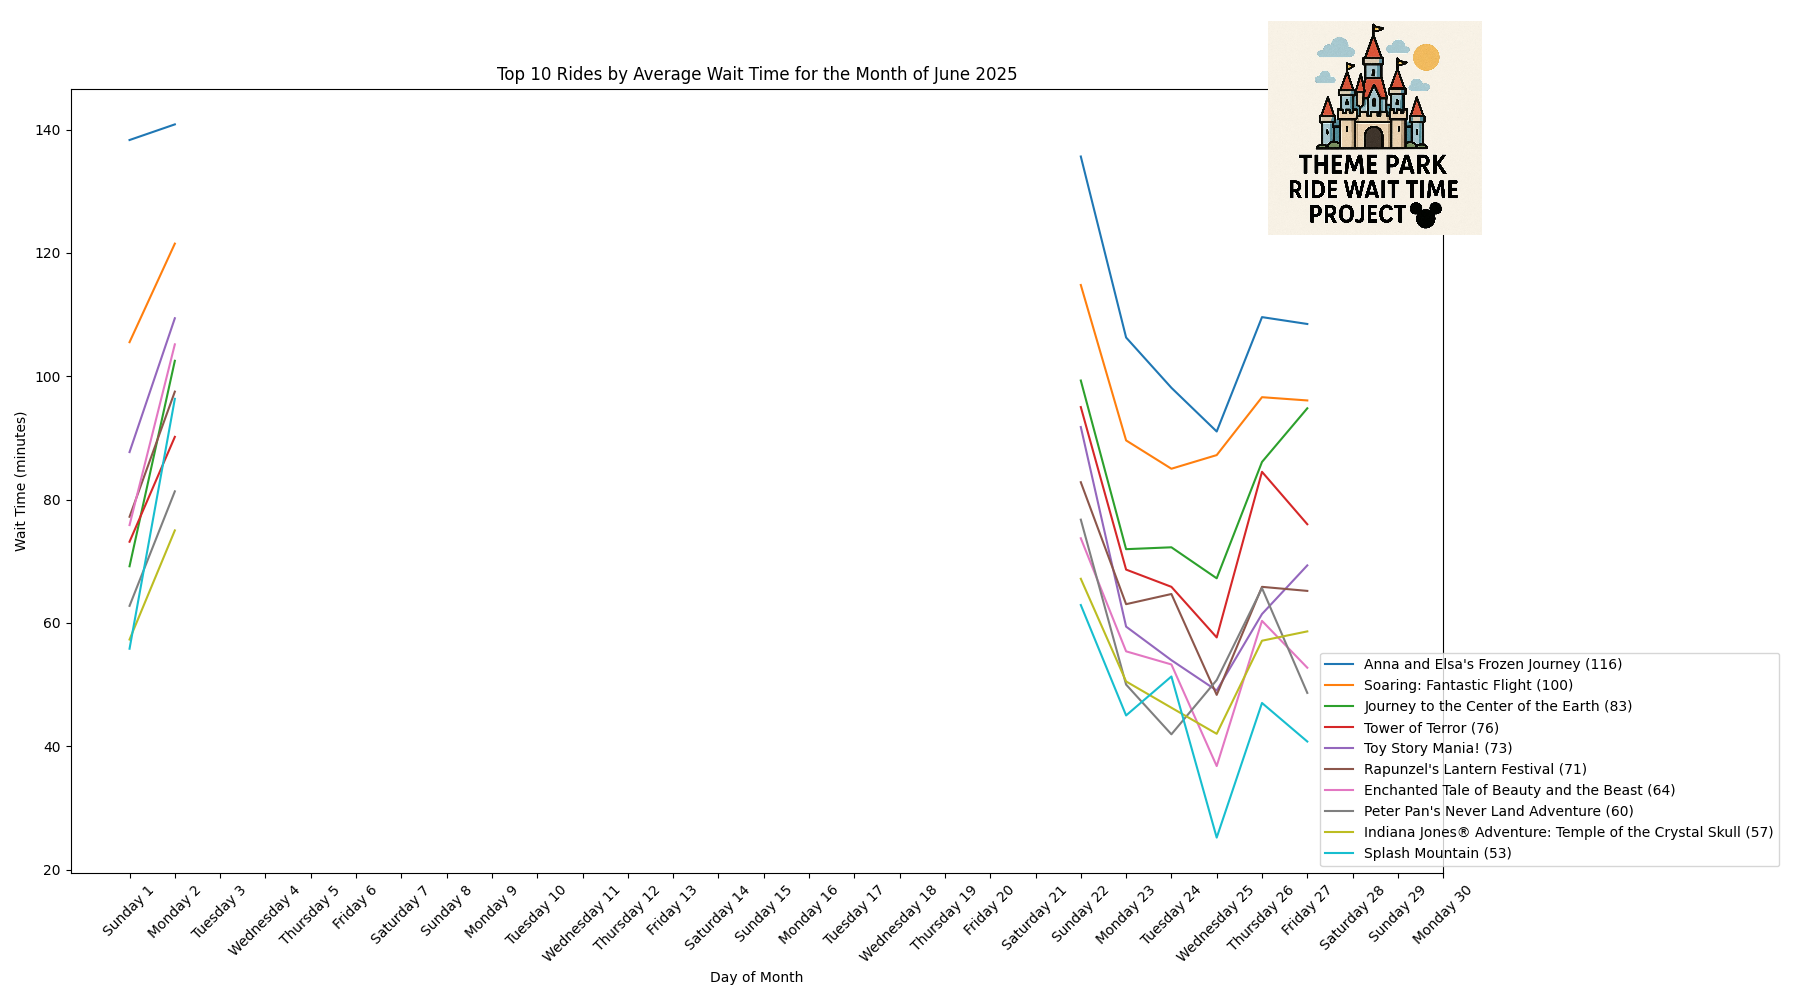 THEME PARK
RIDE WAIT TIME
PROJECT
Top 10 Rides by Average Wait Time for the Month of June 2025
Wait Time (minutes)
140
120
100
80
60
40
20
Anna and Elsa's Frozen Journey (116)
Soaring: Fantastic Flight (100)
Journey to the Center of the Earth (83)
Tower of Terror (76)
Toy Story Mania! (73)
Rapunzel's Lantern Festival (71)
Enchanted Tale of Beauty and the Beast (64)
Peter Pan's Never Land Adventure (60)
Indiana Jones® Adventure: Temple of the Crystal Skull (57)
Splash Mountain (53)
Sunday 1
Monday 2
Tuesday 3
Wednesday 4
Thursday 5
Friday 6
Saturday 7
Sunday 8
Monday 9
Tuesday 10
Wednesday 11
Thursday 12
Friday 13
Saturday 14
Sunday 15
Monday 16
Tuesday 17
Wednesday 18
Thursday 19
Friday 20
Saturday 21
Sunday 22
Monday 23
Tuesday 24
Wednesday 25
Thursday 26
Friday 27
Saturday 28
Sunday 29
Monday 30
Day of Month